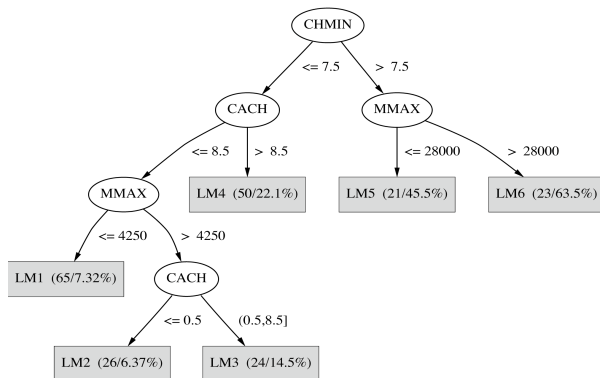 CHMIN
<= 7.5 > 7.5
CACH MMAX
<= 8.5 > 8.5 <= 28000 > 28000
MMAX LM4 (50/22.1%) LM5 (21/45.5%) LM6 (23/63.5%)
<= 4250 > 4250
LM1 (65/7.32%) CACH
<= 0.5 (0.5,8.5]
LM2 (26/6.37%) LM3 (24/14.5%)